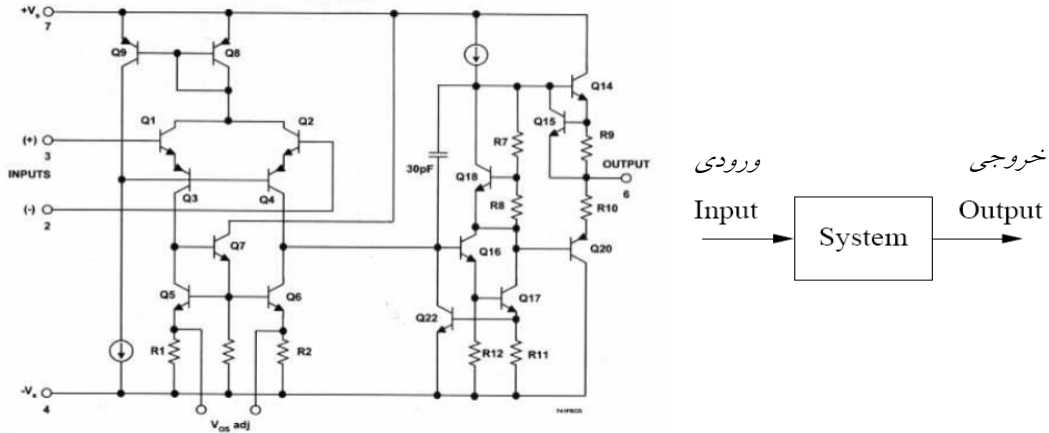 +Vs
7
Q9
Q8
Q1
Q2
(+)
3
INPUTS
(-)
2
Q3
Q4
Q7
Q5
Q6
R1
R2
-Vs
4
VOS adj
30pF
Q14
Q15
R7
R9
Q18
OUTPUT
6
R8
R10
Q16
Q20
Q17
Q22
R12
R11
ورودی
خروجی
Input
Output
System